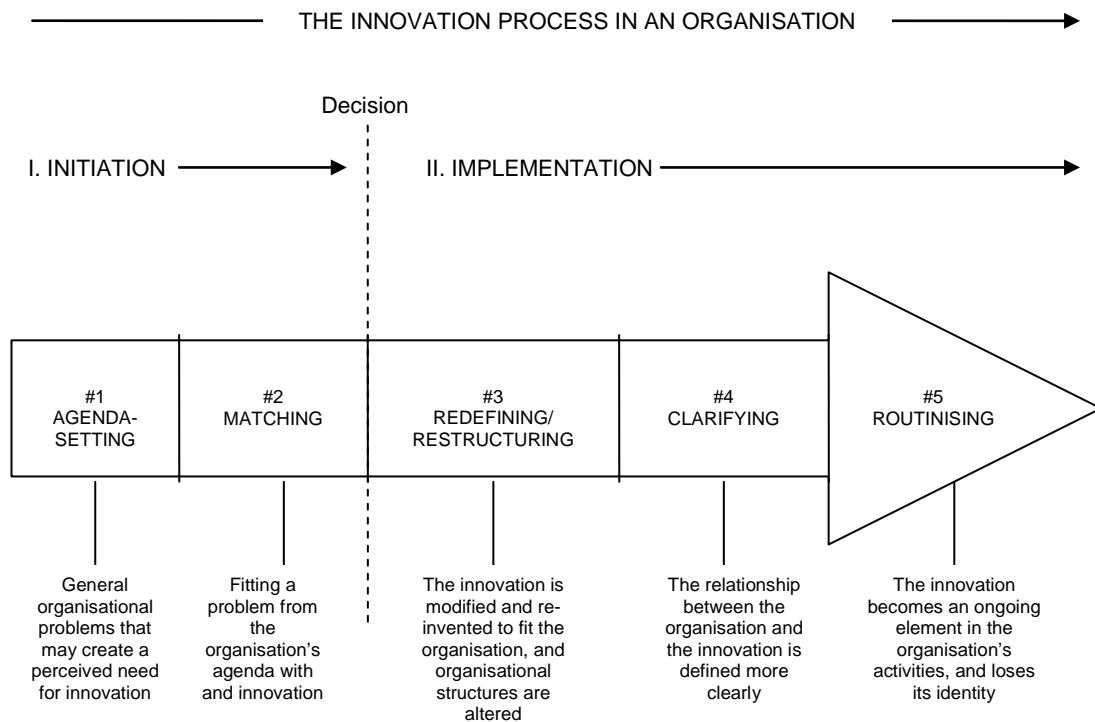 THE INNOVATION PROCESS IN AN ORGANISATION
Decision
I. INITIATION
II. IMPLEMENTATION
#1
AGENDA-
SETTING
#2
MATCHING
#3
REDEFINING/
RESTRUCTURING
#4
CLARIFYING
#5
ROUTINISING
General
organisational
problems that
may create a
perceived need
for innovation
Fitting a
problem from
the
organisation’s
agenda with
and innovation
The innovation is
modified and re-
invented to fit the
organisation, and
organisational
structures are
altered
The relationship
between the
organisation and
the innovation is
defined more
clearly
The innovation
becomes an ongoing
element in the
organisation’s
activities, and loses
its identity